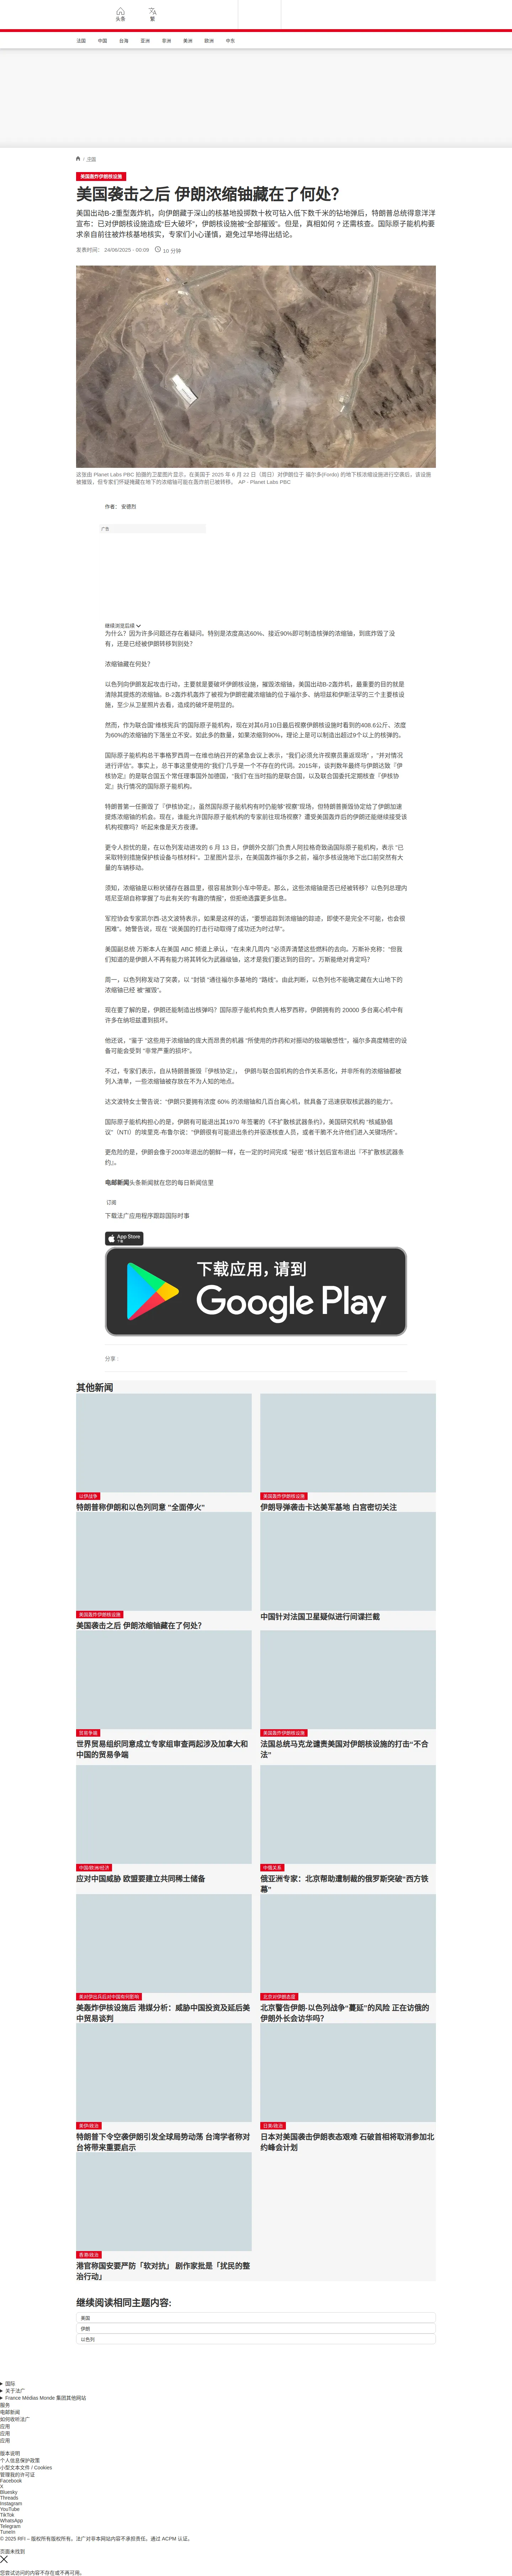 头条
繁
法国
中国
台海
亚洲
非洲
美洲
欧洲
中东
/ 中国
美国轰炸伊朗核设施
美国袭击之后 伊朗浓缩铀藏在了何处？
美国出动B-2重型轰炸机，向伊朗藏于深山的核基地投掷数十枚可钻入低下数千米的钻地弹后，特朗普总统得意洋洋
宣布：已对伊朗核设施造成“巨大破坏”，伊朗核设施被“全部摧毁”。但是，真相如何 ? 还需核查。国际原子能机构要
求亲自前往被炸核基地核实，专家们小心谨慎，避免过早地得出结论。
发表时间： 24/06/2025 - 00:09
10 分钟
这张由 Planet Labs PBC 拍摄的卫星图片显示，在美国于 2025 年 6 月 22 日（周日）对伊朗位于 福尔多(Fordo) 的地下核浓缩设施进行空袭后，该设施
被摧毁，但专家们怀疑掩藏在地下的浓缩铀可能在轰炸前已被转移。 AP - Planet Labs PBC
作者： 安德烈
广告
继续浏览后续
为什么？因为许多问题还存在着疑问。特别是浓度高达60%、接近90%即可制造核弹的浓缩铀，到底炸毁了没
有，还是已经被伊朗转移到别处?
浓缩铀藏在何处？
以色列向伊朗发起攻击行动，主要就是要破坏伊朗核设施，摧毁浓缩铀，美国出动B-2轰炸机，最重要的目的就是
清除其提炼的浓缩铀。B-2轰炸机轰炸了被视为伊朗密藏浓缩铀的位于福尔多、纳坦兹和伊斯法罕的三个主要核设
施，至少从卫星照片去看，造成的破坏是明显的。
然而，作为联合国“维核宪兵”的国际原子能机构，现在对其6月10日最后视察伊朗核设施时看到的408.6公斤、浓度
为60%的浓缩铀的下落坐立不安。如此多的数量，如果浓缩到90%，理论上是可以制造出超过9个以上的核弹的。
国际原子能机构总干事格罗西周一在维也纳召开的紧急会议上表示，“我们必须允许视察员重返现场”，“并对情况
进行评估”。事实上，总干事这里使用的“我们”几乎是一个不存在的代词。2015年，谈判数年最终与伊朗达致『伊
核协定』的是联合国五个常任理事国外加德国，“我们”在当时指的是联合国，以及联合国委托定期核查『伊核协
定』执行情况的国际原子能机构。
特朗普第一任撕毁了『伊核协定』，虽然国际原子能机构有时仍能够“视察”现场，但特朗普撕毁协定给了伊朗加速
提炼浓缩铀的机会。现在，谁能允许国际原子能机构的专家前往现场视察？遭受美国轰炸后的伊朗还能继续接受该
机构视察吗？听起来像是天方夜谭。
更令人担忧的是，在以色列发动进攻的 6 月 13 日，伊朗外交部门负责人阿拉格奇致函国际原子能机构，表示 “已
采取特别措施保护核设备与核材料”。卫星图片显示，在美国轰炸福尔多之前，福尔多核设施地下出口前突然有大
量的车辆移动。
须知，浓缩铀是以粉状储存在器皿里，很容易放到小车中带走。那么，这些浓缩铀是否已经被转移？以色列总理内
塔尼亚胡自称掌握了与此有关的“有趣的情报”，但拒绝透露更多信息。
军控协会专家凯尔西-达文波特表示，如果是这样的话，“要想追踪到浓缩铀的踪迹，即使不是完全不可能，也会很
困难”。她警告说，现在 “说美国的打击行动取得了成功还为时过早”。
美国副总统 万斯本人在美国 ABC 频道上承认，“在未来几周内 ”必须弄清楚这些燃料的去向。万斯补充称：“但我
们知道的是伊朗人不再有能力将其转化为武器级铀，这才是我们要达到的目的”。万斯能绝对肯定吗？
周一，以色列称发动了突袭，以 “封锁 ”通往福尔多基地的 “路线”。由此判断，以色列也不能确定藏在大山地下的
浓缩铀已经 被“摧毁”。
现在要了解的是，伊朗还能制造出核弹吗？国际原子能机构负责人格罗西称，伊朗拥有的 20000 多台离心机中有
许多在纳坦兹遭到损坏。
他还说，“鉴于 ”这些用于浓缩铀的庞大而昂贵的机器 “所使用的炸药和对振动的极端敏感性”，福尔多高度精密的设
备可能会受到 “非常严重的损坏”。
不过，专家们表示，自从特朗普撕毁『伊核协定』， 伊朗与联合国机构的合作关系恶化，并非所有的浓缩铀都被
列入清单，一些浓缩铀被存放在不为人知的地点。
达文波特女士警告说：“伊朗只要拥有浓度 60% 的浓缩铀和几百台离心机，就具备了迅速获取核武器的能力”。
国际原子能机构担心的是，伊朗有可能退出其1970 年签署的《不扩散核武器条约》，美国研究机构 “核威胁倡
议”（NTI）的埃里克-布鲁尔说：“伊朗很有可能退出条约并驱逐核查人员，或者干脆不允许他们进入关键场所”。
更危险的是，伊朗会像于2003年退出的朝鲜一样，在一定的时间完成 “秘密 ”核计划后宣布退出『不扩散核武器条
约』。
电邮新闻头条新闻就在您的每日新闻信里
订阅
下载法广应用程序跟踪国际时事
App Store
下载
下载应用，请到
Google Play
分享 :
其他新闻
以伊战争
特朗普称伊朗和以色列同意 “全面停火”
美国轰炸伊朗核设施
伊朗导弹袭击卡达美军基地 白宫密切关注
美国轰炸伊朗核设施
美国袭击之后 伊朗浓缩铀藏在了何处？
中国针对法国卫星疑似进行间谍拦截
贸易争端
世界贸易组织同意成立专家组审查两起涉及加拿大和
中国的贸易争端
美国轰炸伊朗核设施
法国总统马克龙谴责美国对伊朗核设施的打击“不合
法”
中国/欧洲/经济
应对中国威胁 欧盟要建立共同稀土储备
中俄关系
俄亚洲专家：北京帮助遭制裁的俄罗斯突破“西方铁
幕”
美对伊出兵后对中国有何影响
美轰炸伊核设施后 港媒分析：威胁中国投资及延后美
中贸易谈判
北京对伊朗态度
北京警告伊朗-以色列战争“蔓延”的风险 正在访俄的
伊朗外长会访华吗?
美伊/政治
特朗普下令空袭伊朗引发全球局势动荡 台湾学者称对
台将带来重要启示
日美/政治
日本对美国袭击伊朗表态艰难 石破首相将取消参加北
约峰会计划
香港/政治
港官称国安要严防「软对抗」 剧作家批是「扰民的整
治行动」
继续阅读相同主题内容:
美国
伊朗
以色列
国际
关于法广
France Médias Monde 集团其他网站
服务
电邮新闻
如何收听法广
应用
应用
应用
版本说明
个人信息保护政策
小型文本文件 / Cookies
管理我的许可证
Facebook
X
Bluesky
Threads
Instagram
YouTube
TikTok
WhatsApp
Telegram
TuneIn
© 2025 RFI – 版权所有版权所有。法广对非本网站内容不承担责任。通过 ACPM 认证。
页面未找到
您尝试访问的内容不存在或不再可用。